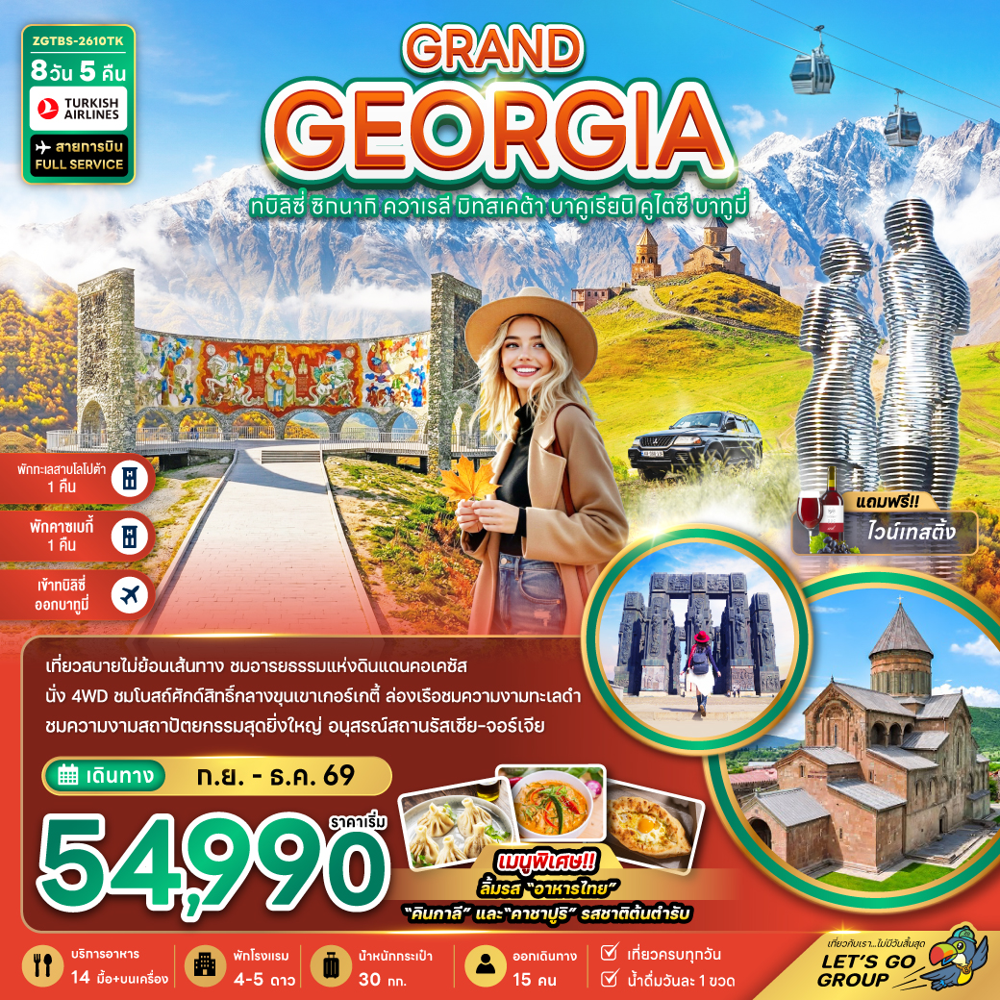 ZGTBS-2610TK
8วัน 5 คืน
TURKISH
AIRLINES
สายการบิน
FULL SERVICE
GRAND
GEORGIA
ทบิลิซี่ ซิกนากิ ควาเรลี มิทสเคต้า บาคูเรียนิ คูไตซี บาทูมี่
พักทะเลสาบโลโปต้า
1 คืน
พักคาซเบกี้
1 คืน
เข้าทบิลิซี่
ออกบาทูมี่
แถมฟรี!!
ไวน์เทสติ้ง
เที่ยวสบายไม่ย้อนเส้นทาง ชมอารยธรรมแห่งดินแดนคอเคซัส
นั่ง 4WD ชมโบสถ์ศักดิ์สิทธิ์กลางขุนเขาเกอร์เกตี้ ล่องเรือชมความงามทะเลดำ
ชมความงามสถาปัตยกรรมสุดยิ่งใหญ่ อนุสรณ์สถานรัสเซีย-จอร์เจีย
เดินทาง
ก.ย. - ธ.ค. 69
ราคาเริ่ม
54,990
เมนูพิเศษ!!
ลิ้มรส "อาหารไทย"
"คินกาลี" และ "คาชาปูริ" รสชาติต้นตำรับ
บริการอาหาร
14 มื้อ+บนเครื่อง
พักโรงแรม
4-5 ดาว
น้ำหนักกระเป๋า
30 กก.
ออกเดินทาง
15 คน
เที่ยวครบทุกวัน
น้ำดื่มวันละ 1 ขวด
เที่ยวกับเรา...ไม่มีวันสิ้นสุด
LET'S GO
GROUP